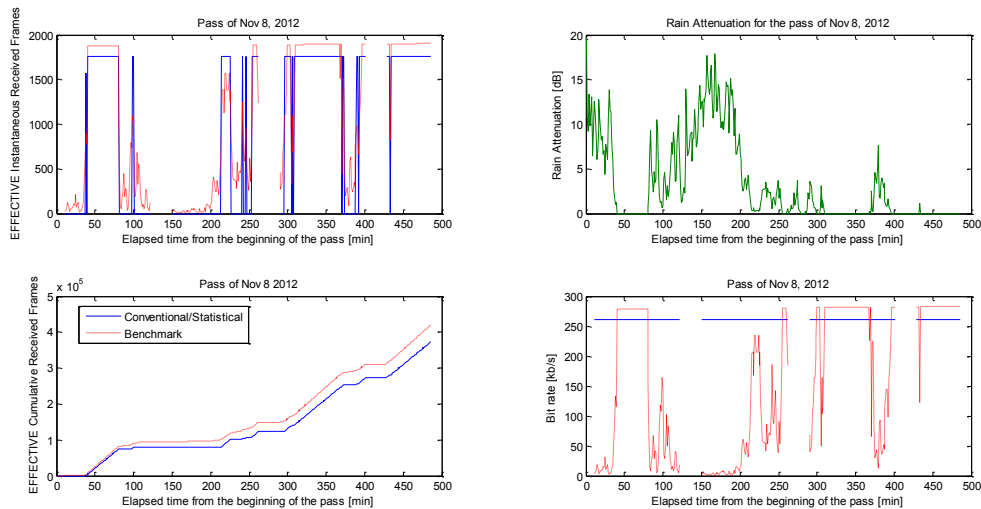 Pass of Nov 8, 2012
EFFECTIVE Instantaneous Received Frames
2000
1500
1000
500
0
0 50 100 150 200 250 300 350 400 450 500
Elapsed time from the beginning of the pass [min]
Rain Attenuation for the pass of Nov 8, 2012
Rain Attenuation [dB]
20
15
10
5
0
0 50 100 150 200 250 300 350 400 450 500
Elapsed time from the beginning of the pass [min]
Pass of Nov 8 2012
x 10^5
EFFECTIVE Cumulative Received Frames
5
4
3
2
1
0
Conventional/Statistical
Benchmark
0 50 100 150 200 250 300 350 400 450 500
Elapsed time from the beginning of the pass [min]
Pass of Nov 8, 2012
Bit rate [kb/s]
300
250
200
150
100
50
0
0 50 100 150 200 250 300 350 400 450 500
Elapsed time from the beginning of the pass [min]